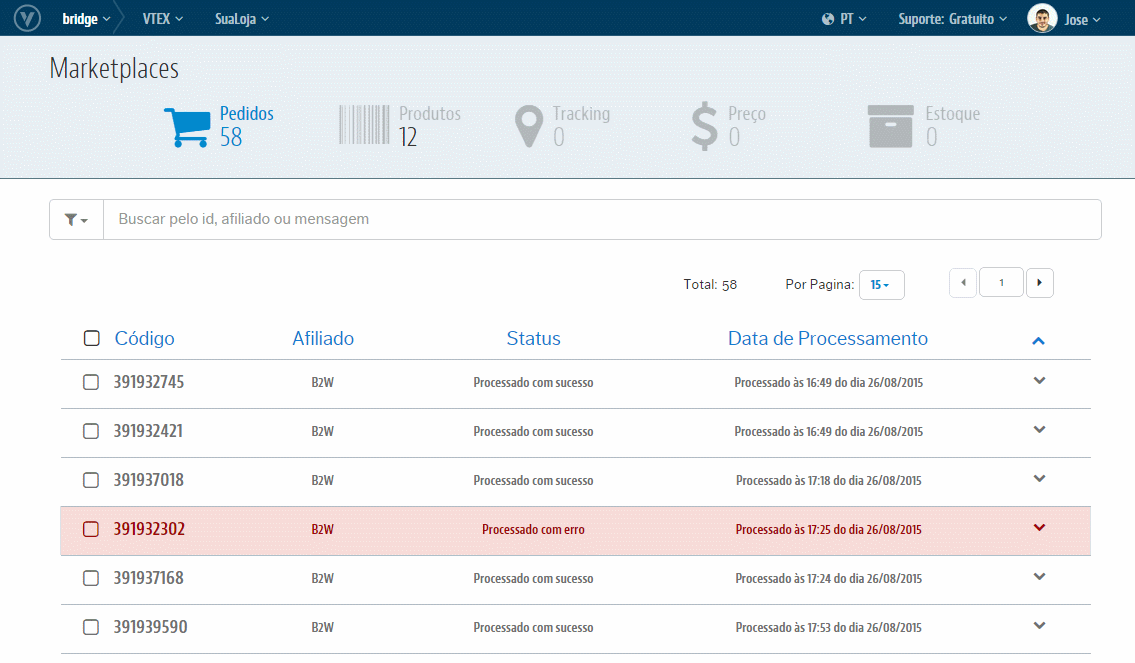 bridge VTEX SuaLoja PT Suporte: Gratuito Jose
Marketplaces
Pedidos Produtos Tracking Preço Estoque
58 12 0 0 0
Buscar pelo id, afiliado ou mensagem
Total: 58 Por Pagina: 15 1
Código Afiliado Status Data de Processamento
391932745 B2W Processado com sucesso Processado às 16:49 do dia 26/08/2015
391932421 B2W Processado com sucesso Processado às 16:49 do dia 26/08/2015
391937018 B2W Processado com sucesso Processado às 17:18 do dia 26/08/2015
391932302 B2W Processado com erro Processado às 17:25 do dia 26/08/2015
391937168 B2W Processado com sucesso Processado às 17:24 do dia 26/08/2015
391939590 B2W Processado com sucesso Processado às 17:53 do dia 26/08/2015